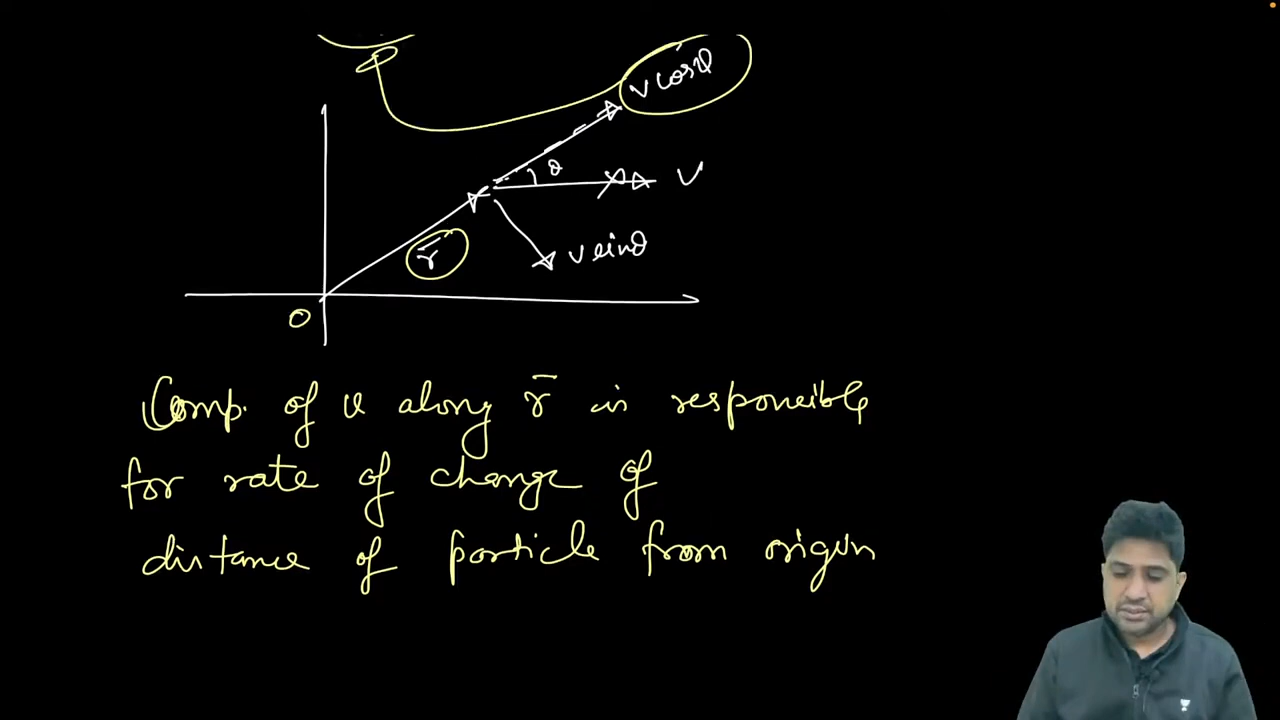 v cosθ
θ
V
r̄
v sinθ
O
Comp. of v along r̄ is responsible
for rate of change of
distance of particle from origin